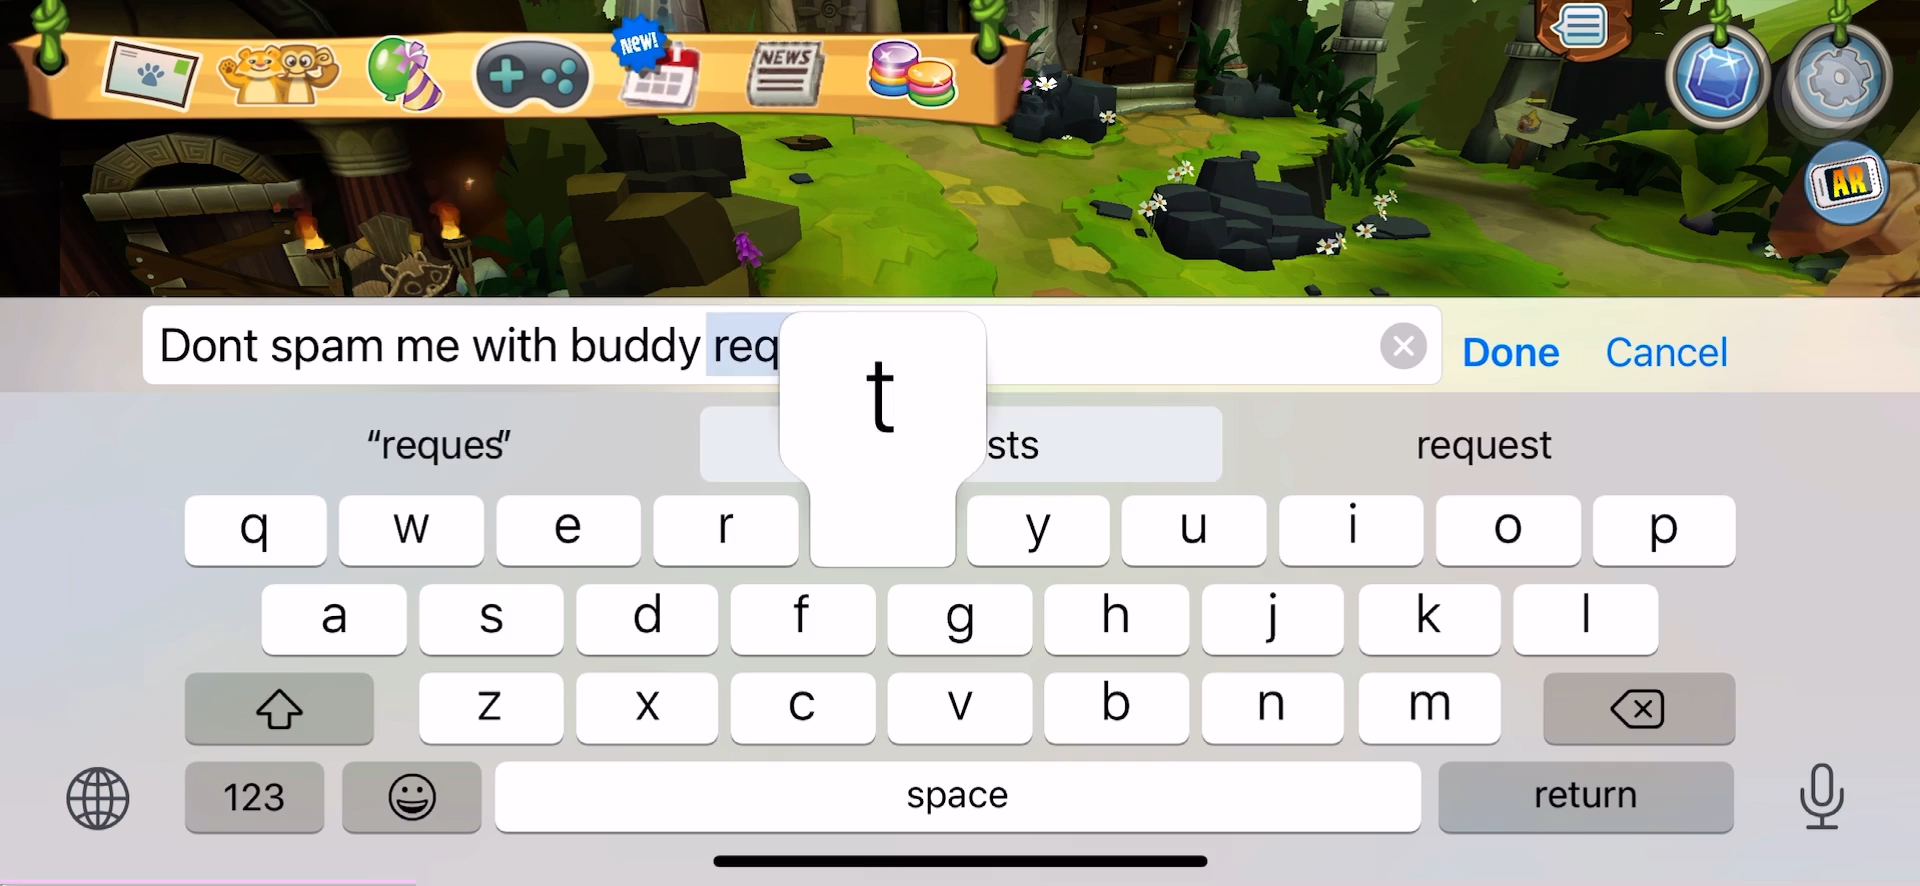 NEW!
NEWS
AR
Dont spam me with buddy req
Done
Cancel
t
“reques”
sts
request
q w e r y u i o p
a s d f g h j k l
z x c v b n m
123
space
return